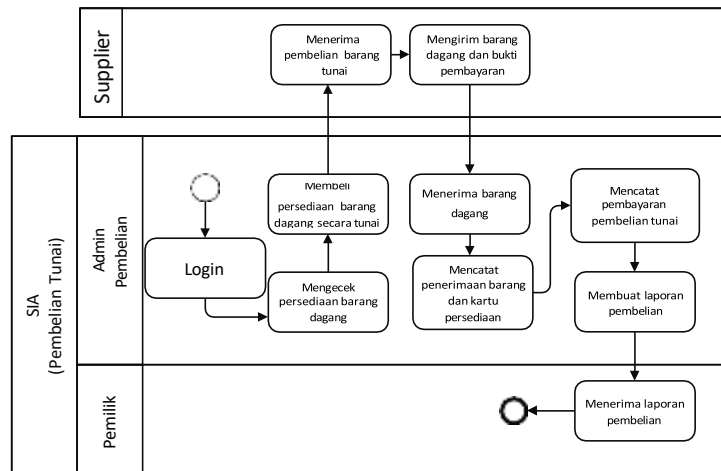 Supplier
Menerima
pembelian barang
tunai
Mengirim barang
dagang dan bukti
pembayaran
SIA
(Pembelian Tunai)
Admin
Pembelian
Login
Membeli
persediaan barang
dagang secara tunai
Mengecek
persediaan barang
dagang
Menerima barang
dagang
Mencatat
penerimaan barang
dan kartu
persediaan
Mencatat
pembayaran
pembelian tunai
Membuat laporan
pembelian
Pemilik
Menerima laporan
pembelian